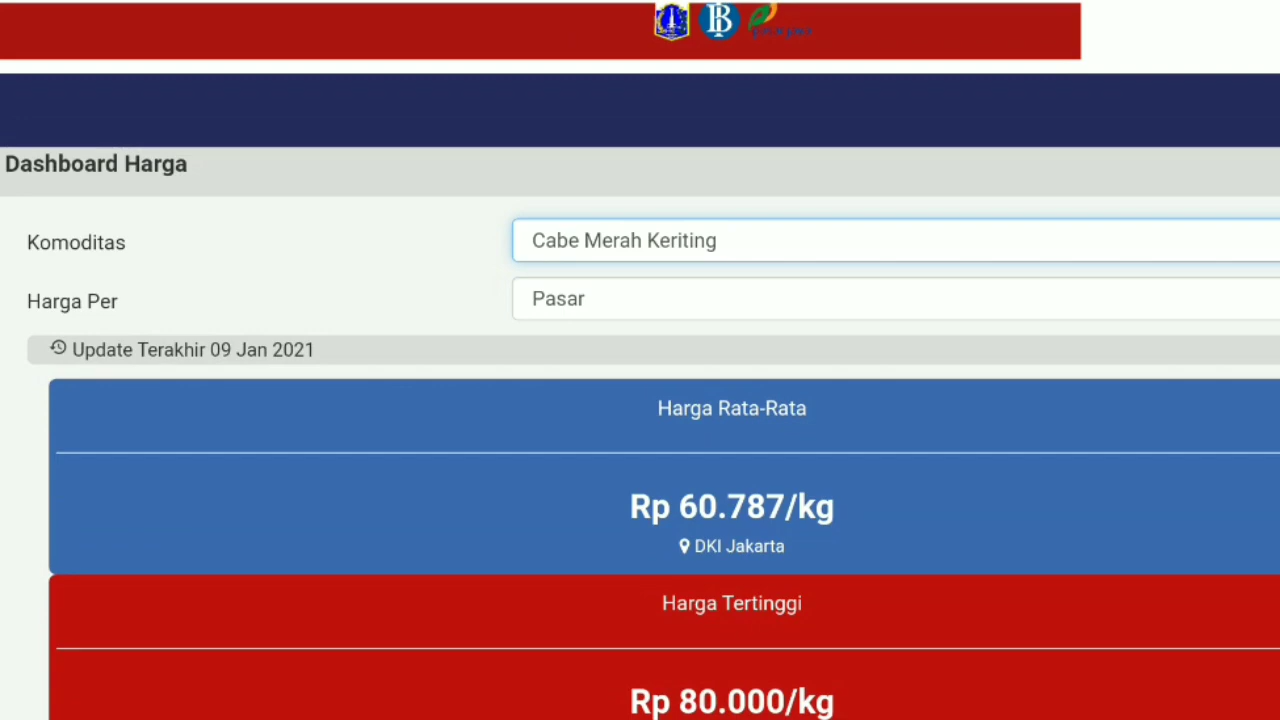 Dashboard Harga
Komoditas
Cabe Merah Keriting
Harga Per
Pasar
Update Terakhir 09 Jan 2021
Harga Rata-Rata
Rp 60.787/kg
DKI Jakarta
Harga Tertinggi
Rp 80.000/kg